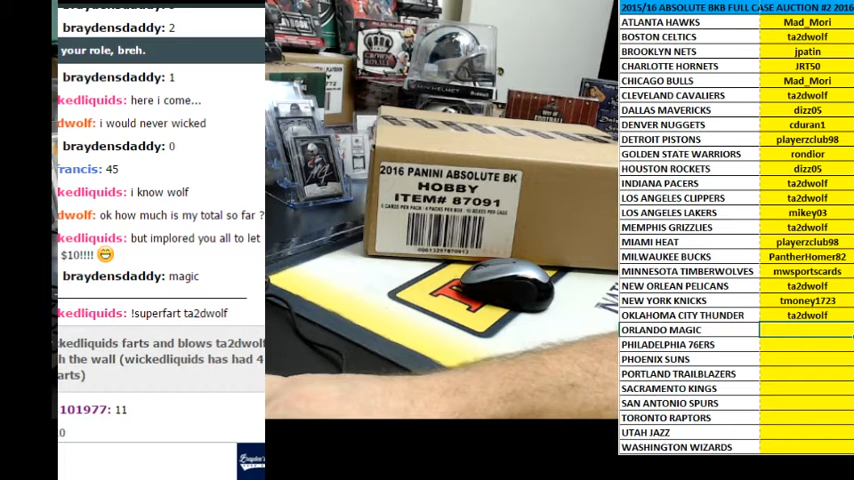 braydensdaddy: 2
your role, breh.
braydensdaddy: 1
kedliquids: here i come...
dwolf: i would never wicked
braydensdaddy: 0
francis: 45
kedliquids: i know wolf
dwolf: ok how much is my total so far ?
kedliquids: but implored you all to let
$10!!!! 😁
braydensdaddy: magic
kedliquids: !superfart ta2dwolf
ckedliquids farts and blows ta2dwolf
h the wall (wickedliquids has had 4
arts)
101977: 11
CROWN
ROYALE
2016 PANINI ABSOLUTE BK
HOBBY
ITEM# 87091
2015/16 ABSOLUTE BKB FULL CASE AUCTION #2 2016
ATLANTA HAWKS Mad_Mori
BOSTON CELTICS ta2dwolf
BROOKLYN NETS jpatin
CHARLOTTE HORNETS JRT50
CHICAGO BULLS Mad_Mori
CLEVELAND CAVALIERS ta2dwolf
DALLAS MAVERICKS dizz05
DENVER NUGGETS cduran1
DETROIT PISTONS playerzclub98
GOLDEN STATE WARRIORS rondior
HOUSTON ROCKETS dizz05
INDIANA PACERS ta2dwolf
LOS ANGELES CLIPPERS ta2dwolf
LOS ANGELES LAKERS mikey03
MEMPHIS GRIZZLIES ta2dwolf
MIAMI HEAT playerzclub98
MILWAUKEE BUCKS PantherHomer82
MINNESOTA TIMBERWOLVES mwsportscards
NEW ORLEAN PELICANS ta2dwolf
NEW YORK KNICKS tmoney1723
OKLAHOMA CITY THUNDER ta2dwolf
ORLANDO MAGIC
PHILADELPHIA 76ERS
PHOENIX SUNS
PORTLAND TRAILBLAZERS
SACRAMENTO KINGS
SAN ANTONIO SPURS
TORONTO RAPTORS
UTAH JAZZ
WASHINGTON WIZARDS